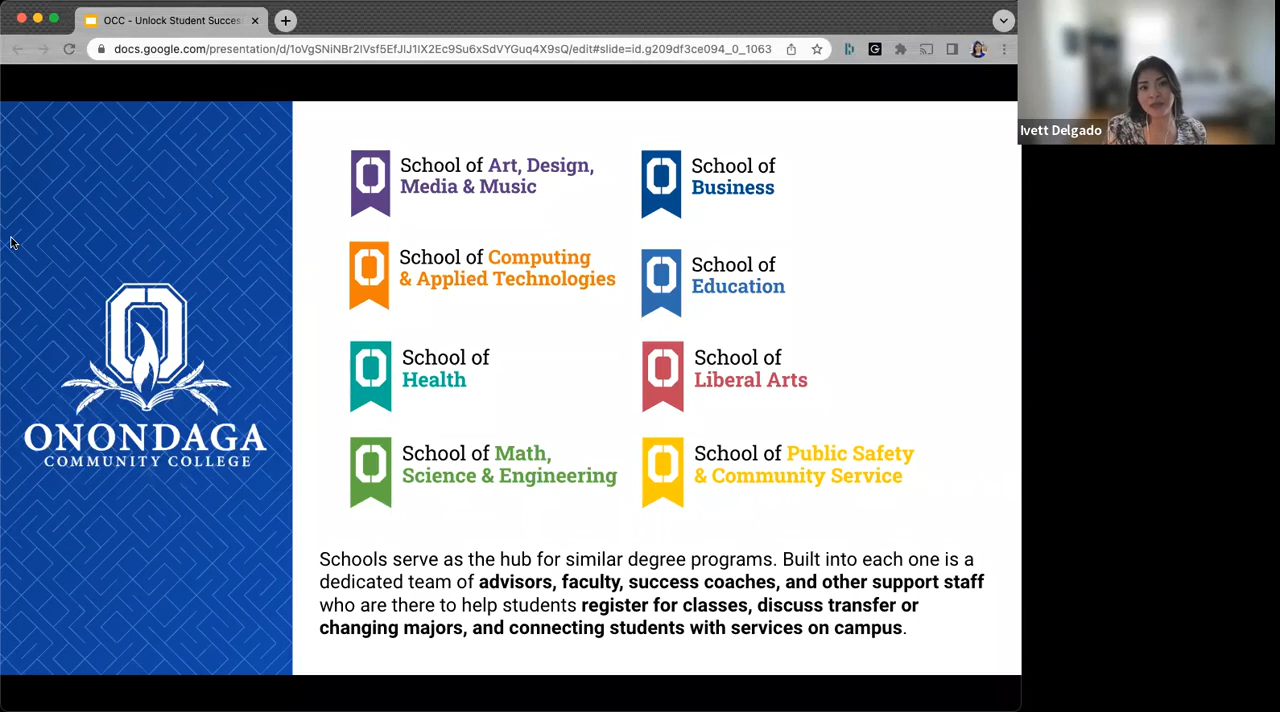 OCC - Unlock Student Succes
docs.google.com/presentation/d/1oVgSNiNBr2lVsf5EfJIJ1lX2Ec9Su6xSdVYGuq4X9sQ/edit#slide=id.g209df3ce094_0_1063
Ivett Delgado
ONONDAGA
COMMUNITY COLLEGE
School of Art, Design,
Media & Music
School of
Business
School of Computing
& Applied Technologies
School of
Education
School of
Health
School of
Liberal Arts
School of Math,
Science & Engineering
School of Public Safety
& Community Service
Schools serve as the hub for similar degree programs. Built into each one is a
dedicated team of advisors, faculty, success coaches, and other support staff
who are there to help students register for classes, discuss transfer or
changing majors, and connecting students with services on campus.